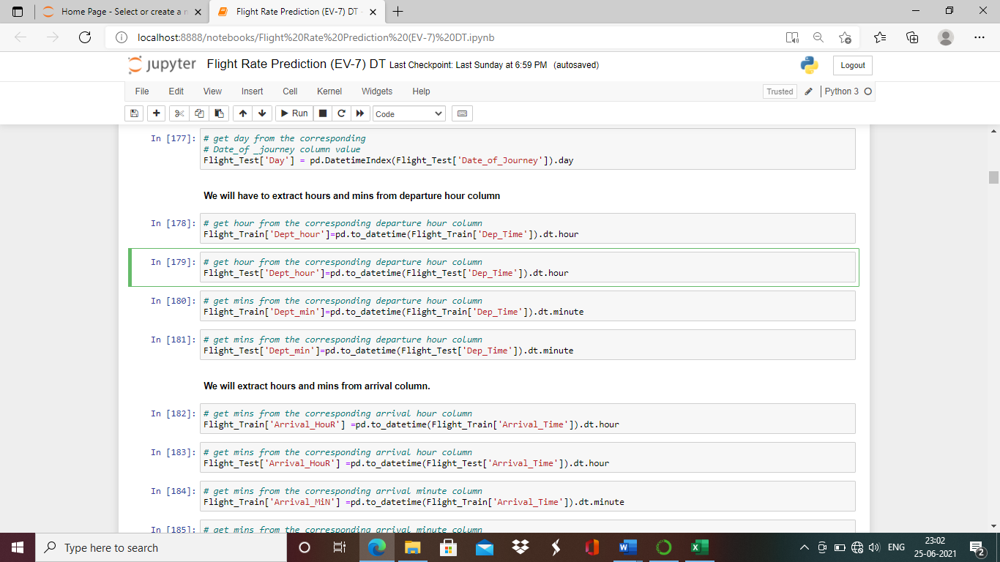 Home Page - Select or create a n
Flight Rate Prediction (EV-7) DT -
localhost:8888/notebooks/Flight%20Rate%20Prediction%20(EV-7)%20DT.ipynb
jupyter Flight Rate Prediction (EV-7) DT Last Checkpoint: Last Sunday at 6:59 PM (autosaved)
Logout
File Edit View Insert Cell Kernel Widgets Help
Trusted Python 3
Run Code
In [177]: # get day from the corresponding
# Date_of _journey column value
Flight_Test['Day'] = pd.DatetimeIndex(Flight_Test['Date_of_Journey']).day
We will have to extract hours and mins from departure hour column
In [178]: # get hour from the corresponding departure hour column
Flight_Train['Dept_hour']=pd.to_datetime(Flight_Train['Dep_Time']).dt.hour
In [179]: # get hour from the corresponding departure hour column
Flight_Test['Dept_hour']=pd.to_datetime(Flight_Test['Dep_Time']).dt.hour
In [180]: # get mins from the corresponding departure hour column
Flight_Train['Dept_min']=pd.to_datetime(Flight_Train['Dep_Time']).dt.minute
In [181]: # get mins from the corresponding departure hour column
Flight_Test['Dept_min']=pd.to_datetime(Flight_Test['Dep_Time']).dt.minute
We will extract hours and mins from arrival column.
In [182]: # get mins from the corresponding arrival hour column
Flight_Train['Arrival_HouR'] =pd.to_datetime(Flight_Train['Arrival_Time']).dt.hour
In [183]: # get mins from the corresponding arrival hour column
Flight_Test['Arrival_HouR'] =pd.to_datetime(Flight_Test['Arrival_Time']).dt.hour
In [184]: # get mins from the corresponding arrival minute column
Flight_Train['Arrival_MiN'] =pd.to_datetime(Flight_Train['Arrival_Time']).dt.minute
In [185]: # get mins from the corresponding arrival minute column
Type here to search
ENG
23:02
25-06-2021
2